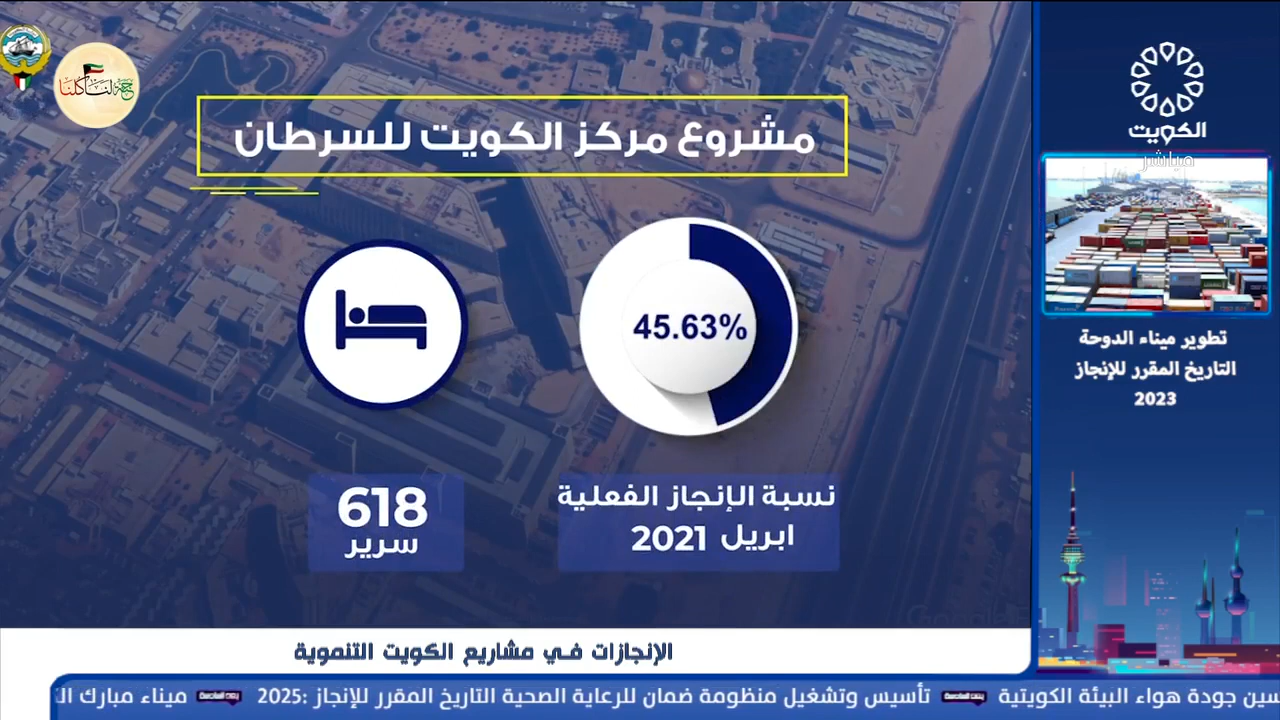 مشروع مركز الكويت للسرطان
45.63%
نسبة الإنجاز الفعلية
ابريل 2021
618
سرير
الكويت
مباشر
تطوير ميناء الدوحة
التاريخ المقرر للإنجاز
2023
الإنجازات في مشاريع الكويت التنموية
جودة هواء البيئة الكويتية
تأسيس وتشغيل منظومة ضمان للرعاية الصحية التاريخ المقرر للإنجاز :2025
ميناء مبارك